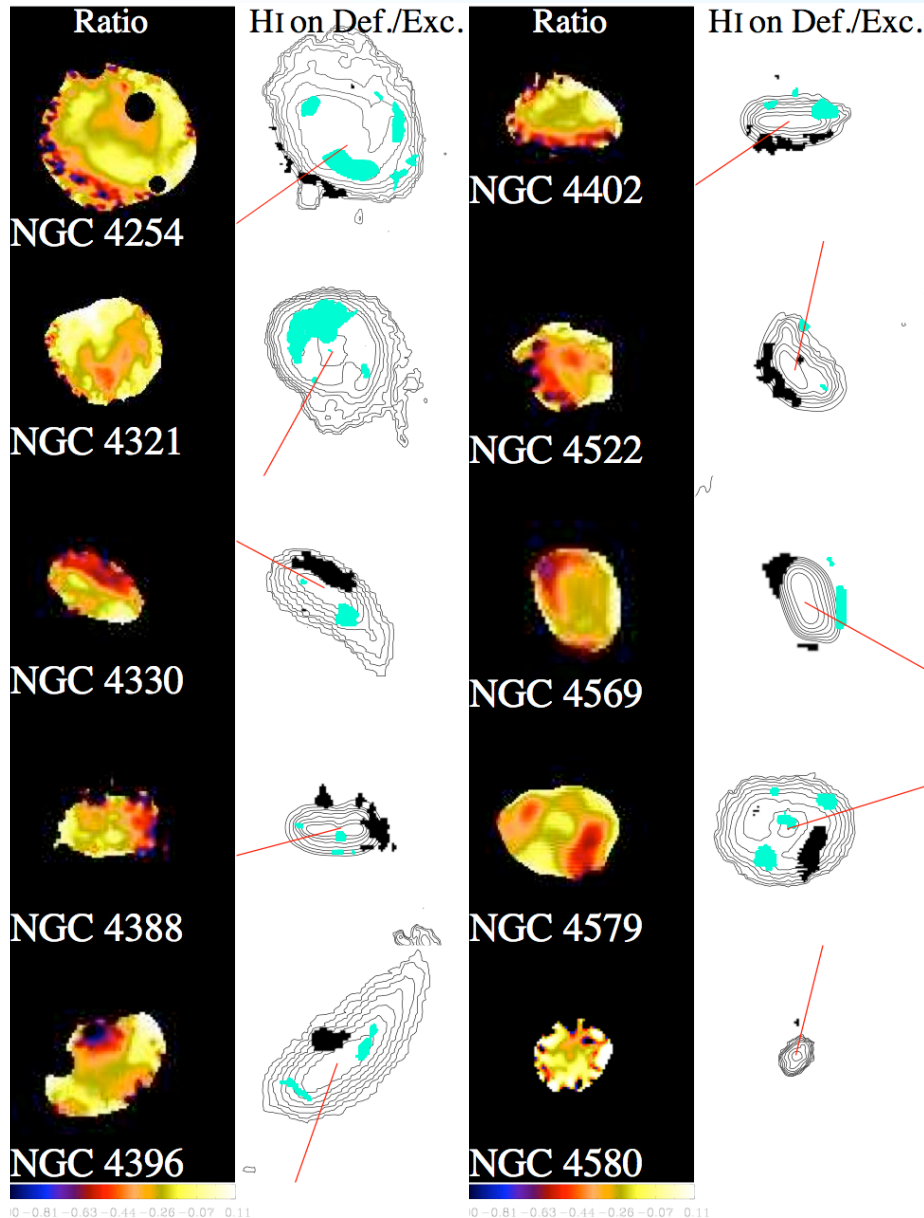 Ratio HI on Def./Exc. Ratio HI on Def./Exc.
NGC 4254
NGC 4402
NGC 4321
NGC 4522
NGC 4330
NGC 4569
NGC 4388
NGC 4579
NGC 4396
NGC 4580
-0.81 -0.63 -0.44 -0.26 -0.07 0.11
-0.81 -0.63 -0.44 -0.26 -0.07 0.11